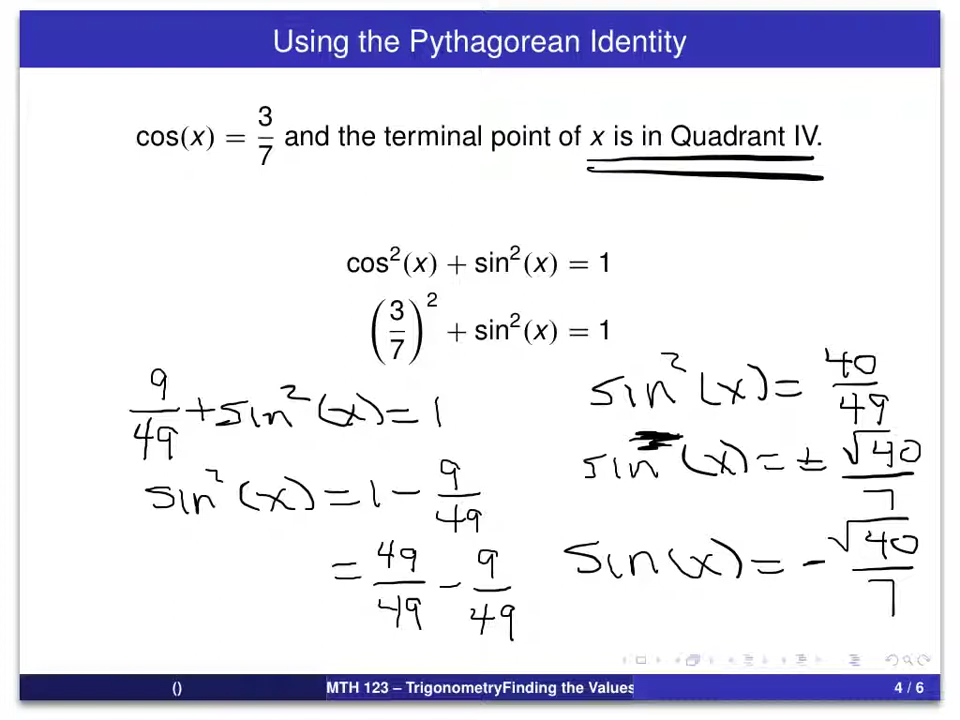 Using the Pythagorean Identity
cos(x) = 3/7 and the terminal point of x is in Quadrant IV.
cos²(x) + sin²(x) = 1
(3/7)² + sin²(x) = 1
9/49 + sin²(x) = 1
sin²(x) = 1 − 9/49
= 49/49 − 9/49
sin²(x) = 40/49
sin (x) = ± √40/7
sin(x) = − √40/7
() MTH 123 – TrigonometryFinding the Values 4 / 6